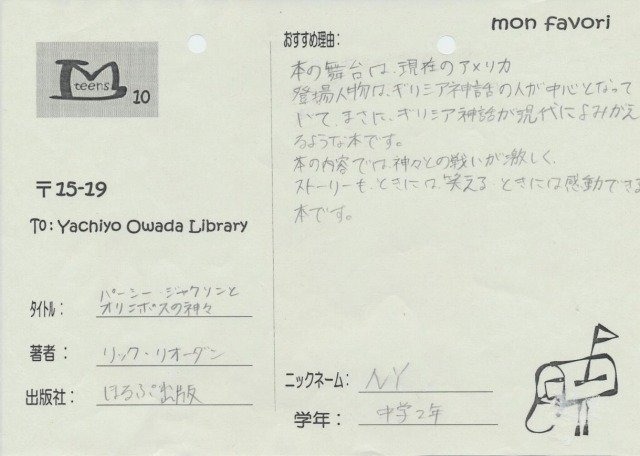 M
teens
10
〒15-19
To: Yachiyo Owada Library
タイトル: パーシー・ジャクソンと
オリンポスの神々
著者: リック・リオーダン
出版社: ほるぷ出版
mon favori
おすすめ理由:
本の舞台は、現在のアメリカ
登場人物は、ギリシア神話の人が中心となって
いて、まさに、ギリシア神話が現代によみがえ
るような本です。
本の内容では神々との戦いが激しく、
ストーリーも、ときには笑える ときには感動できる
本です。
ニックネーム: NY
学年: 中学2年